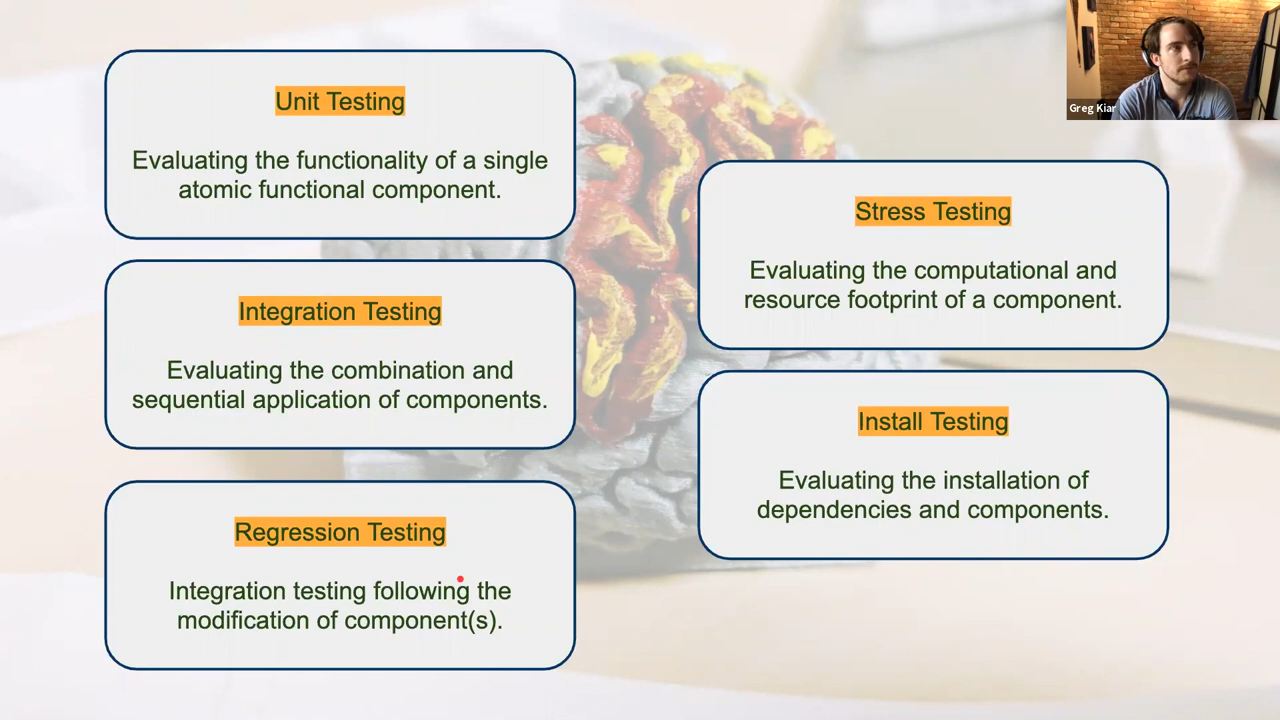 Unit Testing
Evaluating the functionality of a single
atomic functional component.
Integration Testing
Evaluating the combination and
sequential application of components.
Regression Testing
Integration testing following the
modification of component(s).
Stress Testing
Evaluating the computational and
resource footprint of a component.
Install Testing
Evaluating the installation of
dependencies and components.
Greg Kiar